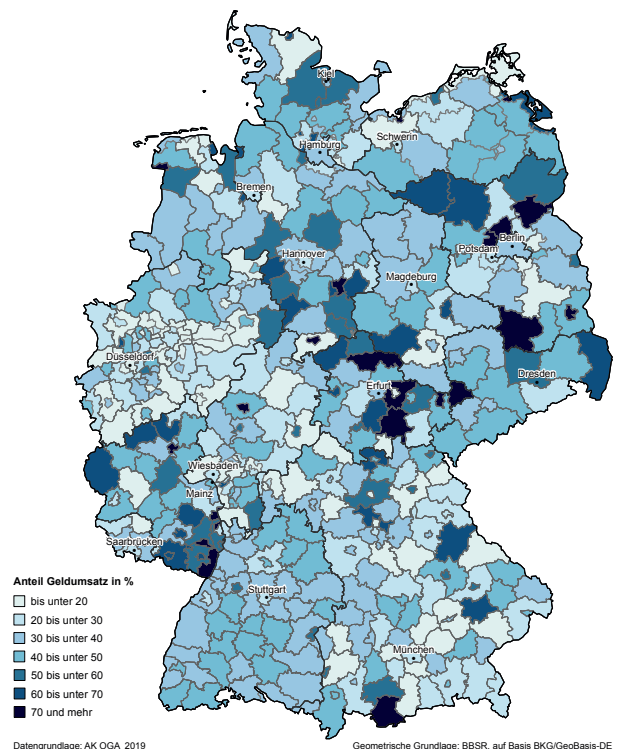 Kiel
Schwerin
Hamburg
Bremen
Berlin
Potsdam
Hannover
Magdeburg
Düsseldorf
Dresden
Erfurt
Wiesbaden
Mainz
Saarbrücken
Stuttgart
München
Anteil Geldumsatz in %
bis unter 20
20 bis unter 30
30 bis unter 40
40 bis unter 50
50 bis unter 60
60 bis unter 70
70 und mehr
Datengrundlage: AK OGA 2019
Geometrische Grundlage: BBSR, auf Basis BKG/GeoBasis-DE